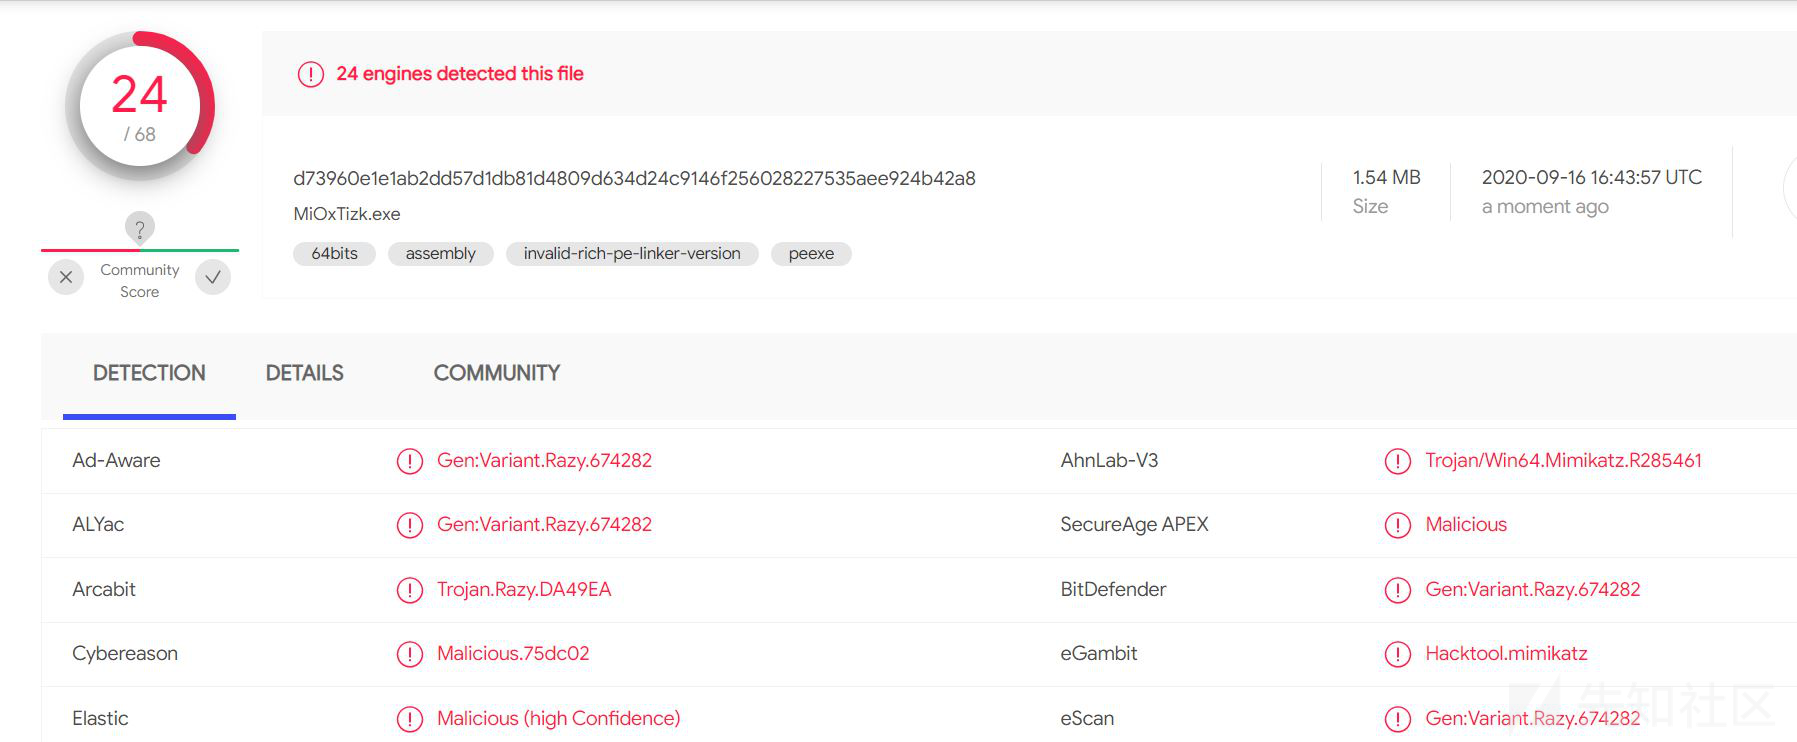 24
/ 68
24 engines detected this file
d73960e1e1ab2dd57d1db81d4809d634d24c9146f256028227535aee924b42a8
MiOxTizk.exe
64bits assembly invalid-rich-pe-linker-version peexe
1.54 MB
Size
2020-09-16 16:43:57 UTC
a moment ago
?
Community
Score
DETECTION DETAILS COMMUNITY
Ad-Aware Gen:Variant.Razy.674282 AhnLab-V3 Trojan/Win64.Mimikatz.R285461
ALYac Gen:Variant.Razy.674282 SecureAge APEX Malicious
Arcabit Trojan.Razy.DA49EA BitDefender Gen:Variant.Razy.674282
Cybereason Malicious.75dc02 eGambit Hacktool.mimikatz
Elastic Malicious (high Confidence) eScan Gen:Variant.Razy.674282
先知社区